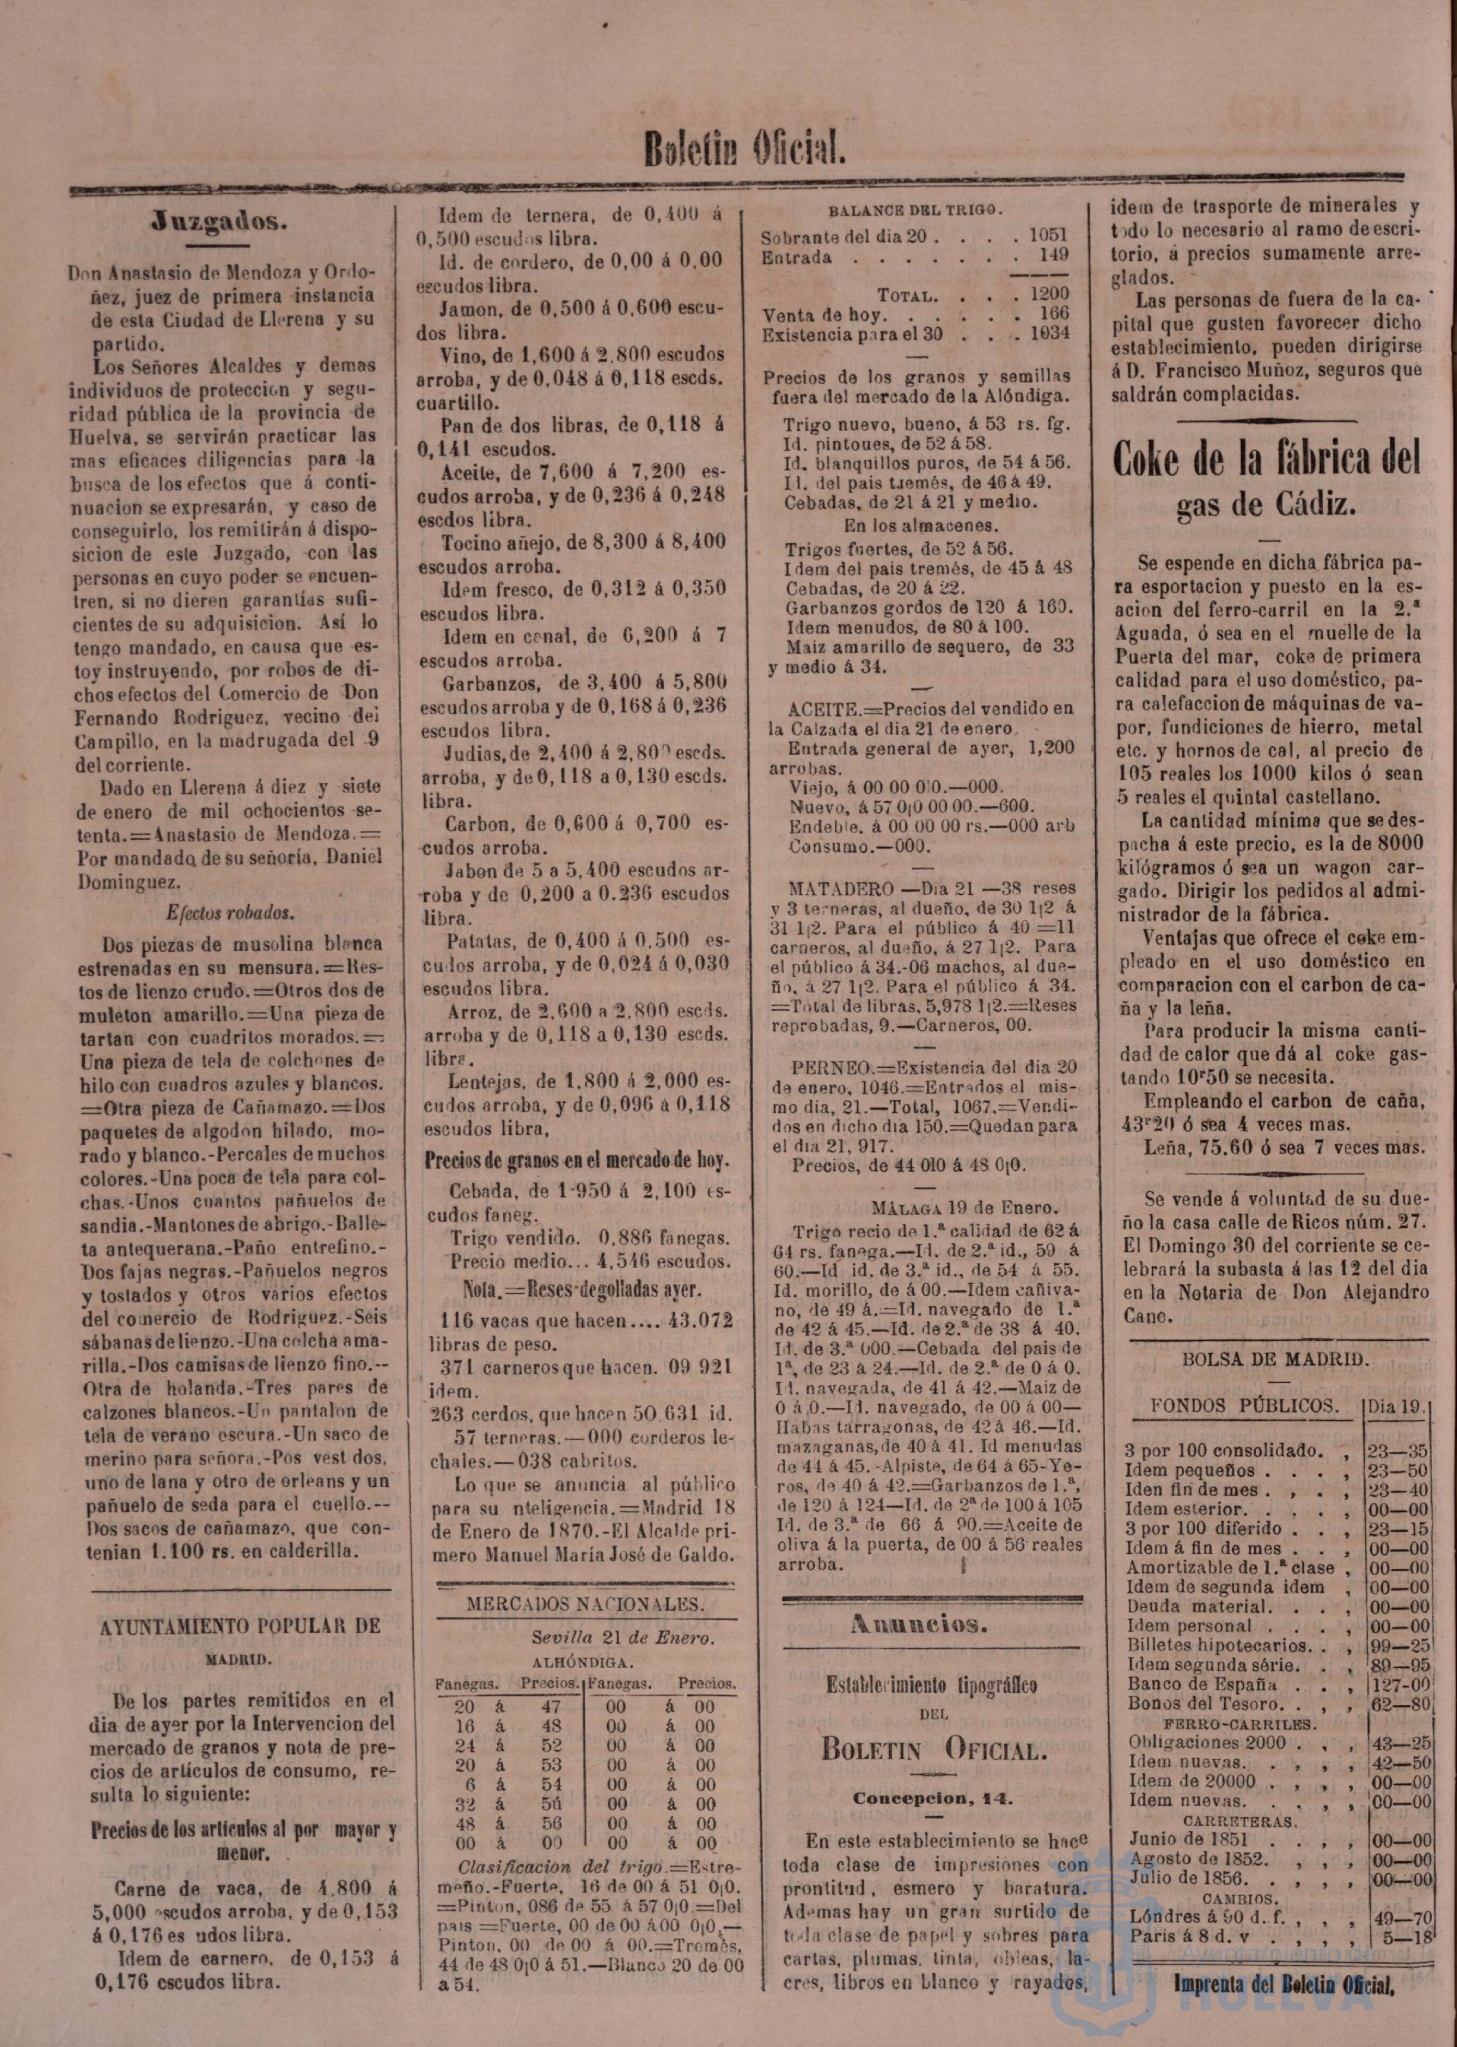 Boletin Oficial.
Juzgados.
Don Anastasio de Mendoza y Ordo-
ñez, juez de primera instancia
de esta Ciudad de Llerena y su
partido.
Los Señores Alcaldes y demas
individuos de proteccion y segu-
ridad pública de la provincia de
Huelva, se servirán practicar las
mas eficaces diligencias para la
busca de los efectos que á conti-
nuacion se expresarán, y caso de
conseguirlo, los remitirán á dispo-
sicion de este Juzgado, con las
personas en cuyo poder se encuen-
tren, si no dieren garantías sufi-
cientes de su adquisicion. Así lo
tengo mandado, en causa que es-
toy instruyendo, por robos de di-
chos efectos del Comercio de Don
Fernando Rodriguez, vecino del
Campillo, en la madrugada del 9
del corriente.
Dado en Llerena á diez y siete
de enero de mil ochocientos se-
tenta.=Anastasio de Mendoza.=
Por mandado de su señoría, Daniel
Dominguez.
Efectos robados.
Dos piezas de musolina blanca
estrenadas en su mensura.=Res-
tos de lienzo crudo.=Otros dos de
muleton amarillo.=Una pieza de
tartan con cuadritos morados.=
Una pieza de tela de colchones de
hilo con cuadros azules y blancos.
=Otra pieza de Cañamazo.=Dos
paquetes de algodon hilado, mo-
rado y blanco.-Percales de muchos
colores.-Una poca de tela para col-
chas.-Unos cuantos pañuelos de
sandia.-Mantones de abrigo.-Balle-
ta antequerana.-Paño entrefino.-
Dos fajas negras.-Pañuelos negros
y tostados y otros varios efectos
del comercio de Rodriguez.-Seis
sábanas de lienzo.-Una colcha ama-
rilla.-Dos camisas de lienzo fino.--
Otra de holanda.-Tres pares de
calzones blancos.-Un pantalon de
tela de verano oscura.-Un saco de
merino para señora.-Pos vest dos,
uno de lana y otro de orleans y un
pañuelo de seda para el cuello.--
Dos sacos de cañamazo, que con-
tenian 1.100 rs. en calderilla.
AYUNTAMIENTO POPULAR DE
MADRID.
De los partes remitidos en el
dia de ayer por la Intervencion del
mercado de granos y nota de pre-
cios de artículos de consumo, re-
sulta lo siguiente:
Precios de los artículos al por mayor y
menor.
Carne de vaca, de 4,800 á
5,000 escudos arroba, y de 0,153
á 0,176 es udos libra.
Idem de carnero, de 0,153 á
0,176 escudos libra.
Idem de ternera, de 0,400 á
0,500 escudos libra.
Id. de cordero, de 0,00 á 0,00
escudos libra.
Jamon, de 0,500 á 0,600 escu-
dos libra.
Vino, de 1,600 á 2,800 escudos
arroba, y de 0,048 á 0,118 escds.
cuartillo.
Pan de dos libras, de 0,118 á
0,141 escudos.
Aceite, de 7,600 á 7,200 es-
cudos arroba, y de 0,236 á 0,248
escdos libra.
Tocino añejo, de 8,300 á 8,400
escudos arroba.
Idem fresco, de 0,312 á 0,350
escudos libra.
Idem en canal, de 6,200 á 7
escudos arroba.
Garbanzos, de 3,400 á 5,800
escudos arroba y de 0,168 á 0,236
escudos libra.
Judias, de 2,400 á 2,800 escds.
arroba, y de 0,118 a 0,130 escds.
libra.
Carbon, de 0,600 á 0,700 es-
cudos arroba.
Jabon de 5 a 5,400 escudos ar-
roba y de 0,200 a 0.236 escudos
libra.
Patatas, de 0,400 á 0,500 es-
cudos arroba, y de 0,024 á 0,030
escudos libra.
Arroz, de 2,600 a 2,800 escds.
arroba y de 0,118 a 0,130 escds.
libra.
Lentejas, de 1,800 á 2,000 es-
cudos arroba, y de 0,096 á 0,118
escudos libra,
Precios de granos en el mercado de hoy.
Cebada, de 1-950 á 2,100 es-
cudos faneg.
Trigo vendido. 0,886 fanegas.
Precio medio... 4,546 escudos.
Nota.=Reses degolladas ayer.
116 vacas que hacen.... 43.072
libras de peso.
371 carneros que hacen. 09 921
idem.
263 cerdos, que hacen 50,631 id.
57 terneras.—000 corderos le-
chales.—038 cabritos.
Lo que se anuncia al público
para su nteligencia.=Madrid 18
de Enero de 1870.-El Alcalde pri-
mero Manuel María José de Galdo.
MERCADOS NACIONALES.
Sevilla 21 de Enero.
ALHÓNDIGA.
Fanegas. Precios. Fanegas. Precios.
20 á 47 00 á 00
16 á 48 00 á 00
24 á 52 00 á 00
20 á 53 00 á 00
6 á 54 00 á 00
32 á 55 00 á 00
48 á 56 00 á 00
00 á 00 00 á 00
Clasificacion del trigo.=Estre-
meño.-Fuerte, 16 de 00 á 51 0¡0.
=Pinton, 086 de 55 á 57 0¡0.=Del
pais =Fuerte, 00 de 00 á 00 0¡0,—
Pinton, 00 de 00 á 00.=Tremés,
44 de 48 0¡0 á 51.—Blanco 20 de 00
a 54.
BALANCE DEL TRIGO.
Sobrante del dia 20 . . . . 1051
Entrada . . . . . . . 149
TOTAL. . . . 1200
Venta de hoy. . . . . . 166
Existencia para el 30 . . . 1034
Precios de los granos y semillas
fuera del mercado de la Alóndiga.
Trigo nuevo, bueno, á 53 rs. fg.
Id. pintoues, de 52 á 58.
Id. blanquillos puros, de 54 á 56.
Id. del pais tremés, de 46 á 49.
Cebadas, de 21 á 21 y medio.
En los almacenes.
Trigos fuertes, de 52 á 56.
Idem del pais tremés, de 45 á 48
Cebadas, de 20 á 22.
Garbanzos gordos de 120 á 160.
Idem menudos, de 80 á 100.
Maiz amarillo de sequero, de 33
y medio á 34.
ACEITE.=Precios del vendido en
la Calzada el dia 21 de enero.
Entrada general de ayer, 1,200
arrobas.
Viejo, á 00 00 0¡0.—000.
Nuevo, á 57 0¡0 00 00.—600.
Endeble, á 00 00 00 rs.—000 arb
Consumo.—000.
MATADERO —Dia 21 —38 reses
y 3 terneras, al dueño, de 30 1¡2 á
31 1¡2. Para el público á 40 =11
carneros, al dueño, á 27 1¡2. Para
el público á 34.-06 machos, al due-
ño, á 27 1¡2. Para el público á 34.
=Total de libras, 5,978 1¡2.=Reses
reprobadas, 9.—Carneros, 00.
PERNEO.=Existencia del dia 20
de enero, 1046.=Entrados el mis-
mo dia, 21.—Total, 1067.=Vendi-
dos en dicho dia 150.=Quedan para
el dia 21, 917.
Precios, de 44 010 á 48 0¡0.
MÁLAGA 19 de Enero.
Trigo recio de 1.ª calidad de 62 á
64 rs. fanega.—Id. de 2.ª id., 59 á
60.—Id id. de 3.ª id., de 54 á 55.
Id. morillo, de á 00.—Idem cañiva-
no, de 49 á.=Id. navegado de 1.ª
de 42 á 45.—Id. de 2.ª de 38 á 40.
Id. de 3.ª 000.—Cebada del pais de
1ª, de 23 á 24.—Id. de 2.ª de 0 á 0.
Id. navegada, de 41 á 42.—Maiz de
0 á 0.—Id. navegado, de 00 á 00—
Habas tarragonas, de 42 á 46.—Id.
mazaganas, de 40 á 41. Id menudas
de 44 á 45.-Alpiste, de 64 á 65-Ye-
ros, de 40 á 42.=Garbanzos de 1.ª,
de 120 á 124—Id. de 2ª de 100 á 105
Id. de 3.ª de 66 á 90.=Aceite de
oliva á la puerta, de 00 á 56 reales
arroba.
Anuncios.
Establecimiento tipográfico
DEL
BOLETIN OFICIAL.
Concepcion, 14.
En este establecimiento se hace
toda clase de impresiones con
prontitud, esmero y baratura.
Ademas hay un gran surtido de
toda clase de papel y sobres para
cartas, plumas, tinta, obleas, la-
cres, libros en blanco y rayados,
idem de trasporte de minerales y
todo lo necesario al ramo de escri-
torio, á precios sumamente arre-
glados.
Las personas de fuera de la ca-
pital que gusten favorecer dicho
establecimiento, pueden dirigirse
á D. Francisco Muñoz, seguros que
saldrán complacidas.
Coke de la fábrica del
gas de Cádiz.
Se espende en dicha fábrica pa-
ra esportacion y puesto en la es-
acion del ferro-carril en la 2.ª
Aguada, ó sea en el muelle de la
Puerta del mar, coke de primera
calidad para el uso doméstico, pa-
ra calefaccion de máquinas de va-
por, fundiciones de hierro, metal
etc. y hornos de cal, al precio de
105 reales los 1000 kilos ó sean
5 reales el quintal castellano.
La cantidad mínima que se des-
pacha á este precio, es la de 8000
kilógramos ó sea un wagon car-
gado. Dirigir los pedidos al admi-
nistrador de la fábrica.
Ventajas que ofrece el coke em-
pleado en el uso doméstico en
comparacion con el carbon de ca-
ña y la leña.
Para producir la misma canti-
dad de calor que dá al coke gas-
tando 10'50 se necesita.
Empleando el carbon de caña,
43'20 ó sea 4 veces mas.
Leña, 75.60 ó sea 7 veces mas.
Se vende á voluntad de su due-
ño la casa calle de Ricos núm. 27.
El Domingo 30 del corriente se ce-
lebrará la subasta á las 12 del dia
en la Notaria de Don Alejandro
Cano.
BOLSA DE MADRID.
FONDOS PÚBLICOS. Dia 19.
3 por 100 consolidado. , 23—35
Idem pequeños . . . , 23—50
Iden fin de mes . , . , 23—40
Idem esterior. . . . , 00—00
3 por 100 diferido . . , 23—15
Idem á fin de mes . . , 00—00
Amortizable de 1.ª clase , 00—00
Idem de segunda idem , 00—00
Deuda material. . . , 00—00
Idem personal . . . , 00—00
Billetes hipotecarios. . , 99—25
Idem segunda série. . , 89—95
Banco de España . . , 127-00
Bonos del Tesoro. . , , 62—80
FERRO-CARRILES.
Obligaciones 2000 . , , 43—25
Idem nuevas. . , , , 42—50
Idem de 20000 . , , , 00—00
Idem nuevas. . , , , 00—00
CARRETERAS.
Junio de 1851 . . , , 00—00
Agosto de 1852. , , , 00—00
Julio de 1856. . , , , 00—00
CAMBIOS.
Lóndres á 90 d. f. , , , 49—70
Paris á 8 d. v . , , , 5—18
Imprenta del Boletin Oficial,
Ayuntamiento de
HUELVA